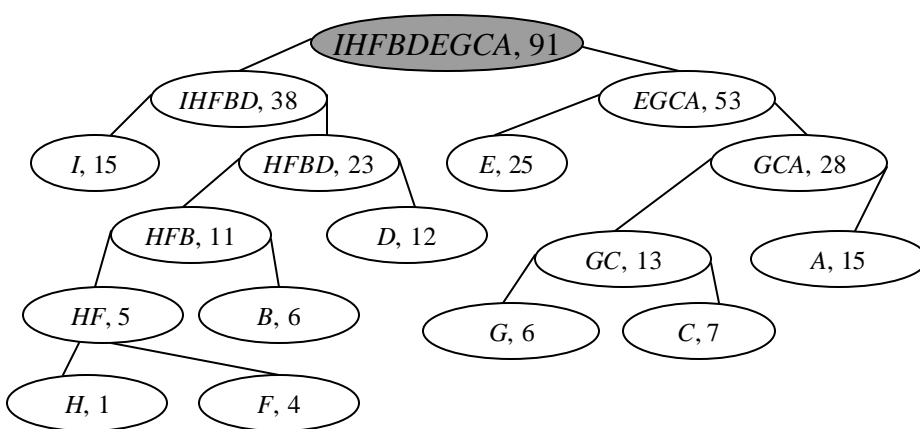 IHFBDEGCA, 91
IHFBD, 38
EGCA, 53
I, 15
HFBD, 23
E, 25
GCA, 28
HFB, 11
D, 12
GC, 13
A, 15
HF, 5
B, 6
G, 6
C, 7
H, 1
F, 4